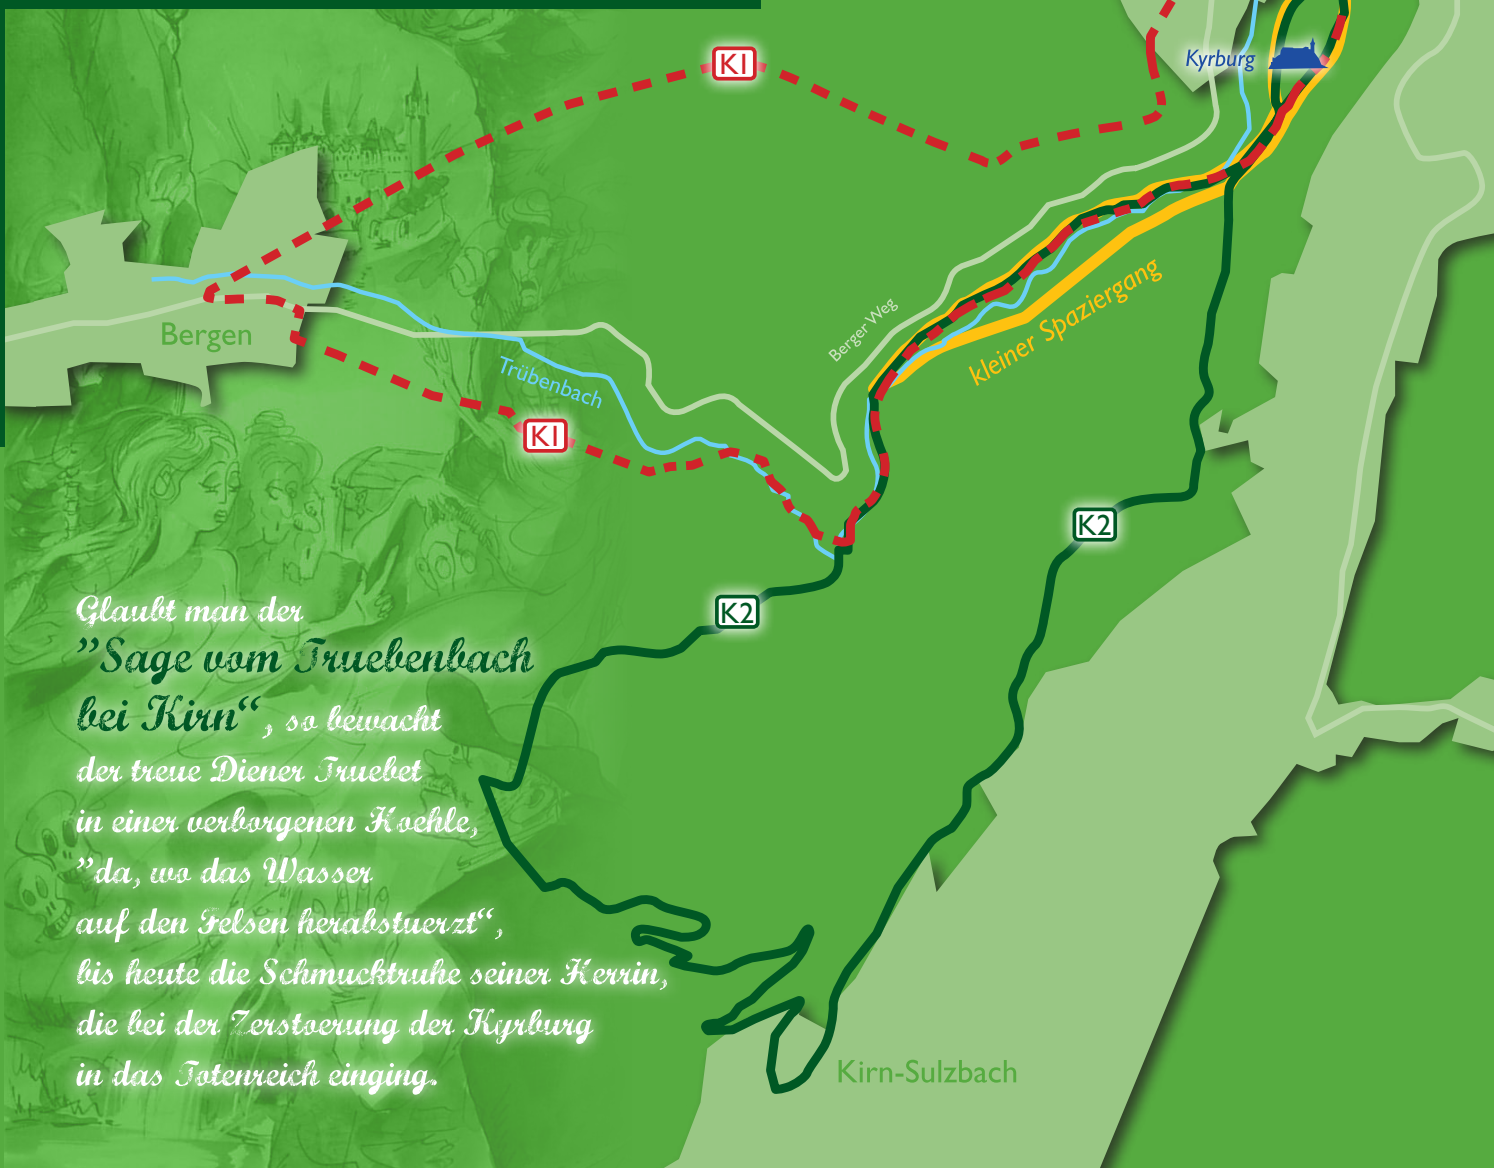 K1
Kyrburg
Bergen
Berger Weg
kleiner Spaziergang
Trübenbach
K1
K2
K2
Glaubt man der
”Sage vom Truebenbach
bei Kirn“, so bewacht
der treue Diener Truebet
in einer verborgenen Hoehle,
”da, wo das Wasser
auf den Felsen herabstuerzt“,
bis heute die Schmucktruhe seiner Herrin,
die bei der Zerstoerung der Kyrburg
in das Totenreich einging.
Kirn-Sulzbach